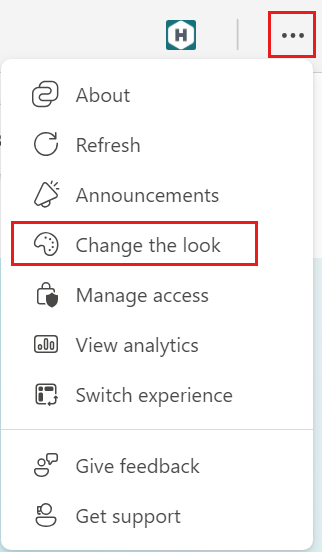 H
About
Refresh
Announcements
Change the look
Manage access
View analytics
Switch experience
Give feedback
Get support